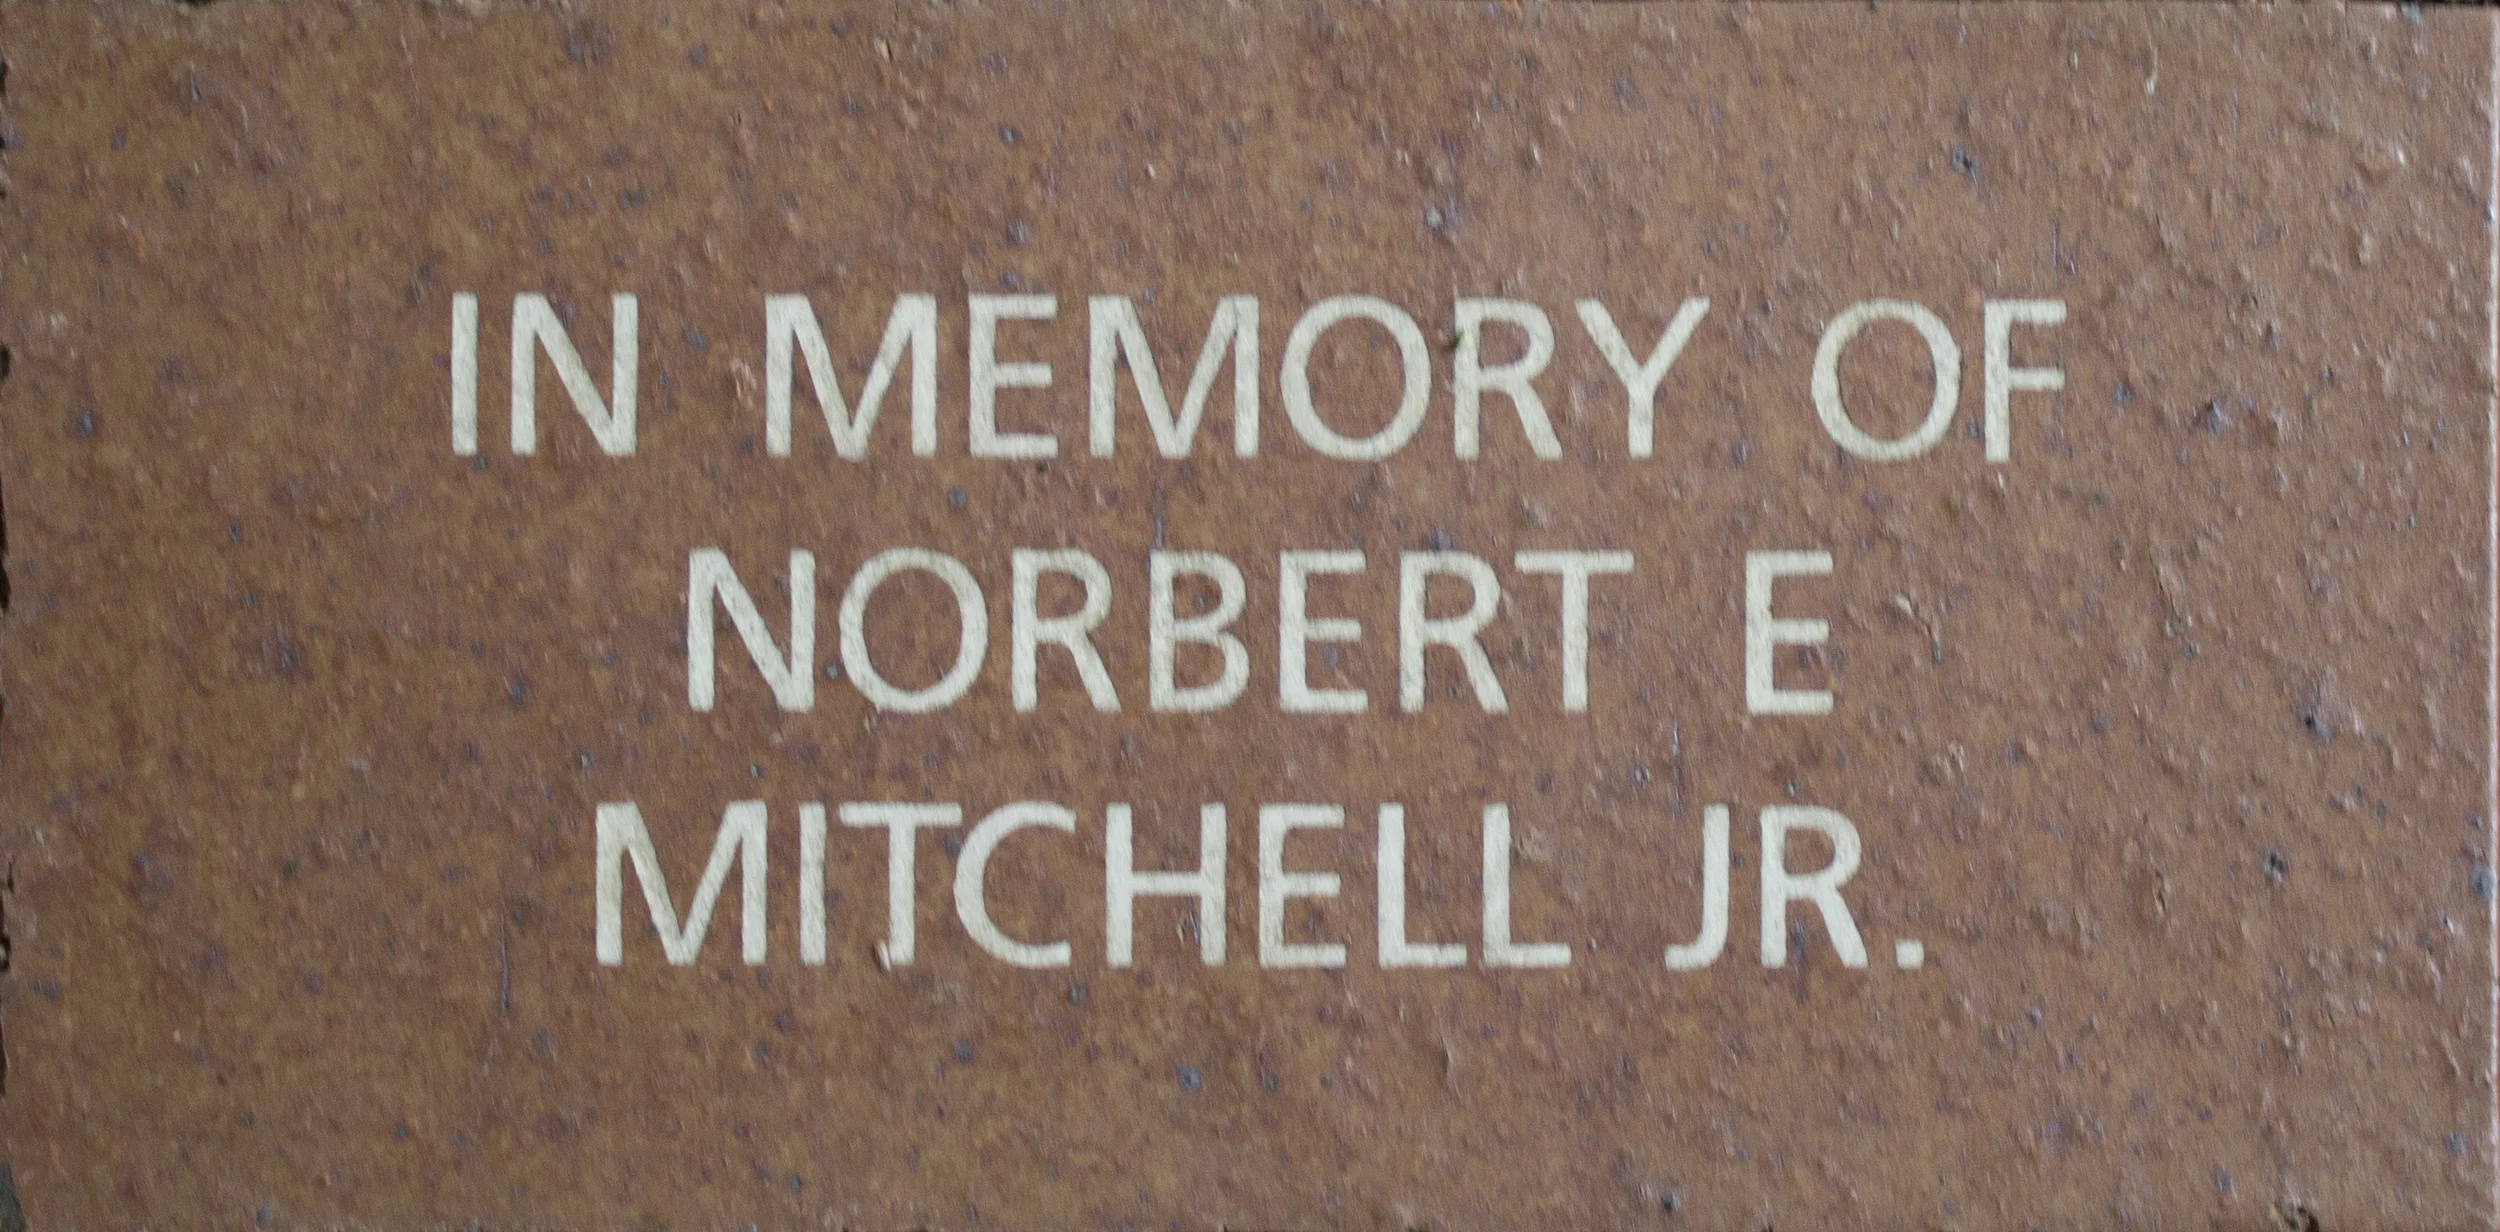 IN MEMORY OF
NORBERT E
MITCHELL JR.